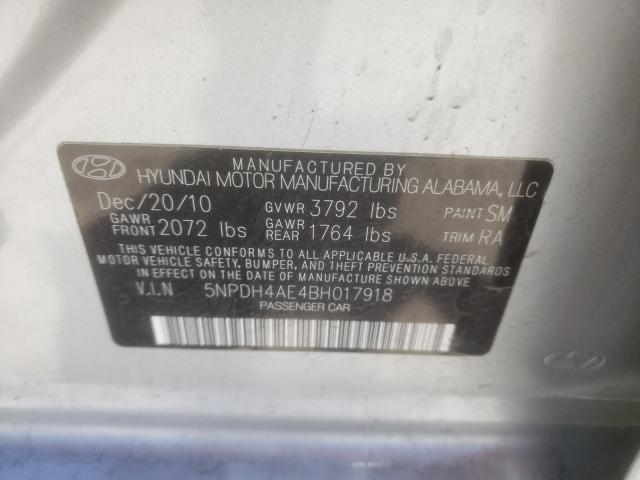 MANUFACTURED BY
HYUNDAI MOTOR MANUFACTURING ALABAMA, LLC
Dec/20/10 GVWR 3792 lbs PAINT SM
GAWR FRONT 2072 lbs GAWR REAR 1764 lbs TRIM RA
THIS VEHICLE CONFORMS TO ALL APPLICABLE U.S.A. FEDERAL
MOTOR VEHICLE SAFETY, BUMPER, AND THEFT PREVENTION
STANDARDS IN EFFECT ON THE DATE OF MANUFACTURE SHOWN ABOVE.
V.I.N 5NPDH4AE4BH017918
PASSENGER CAR